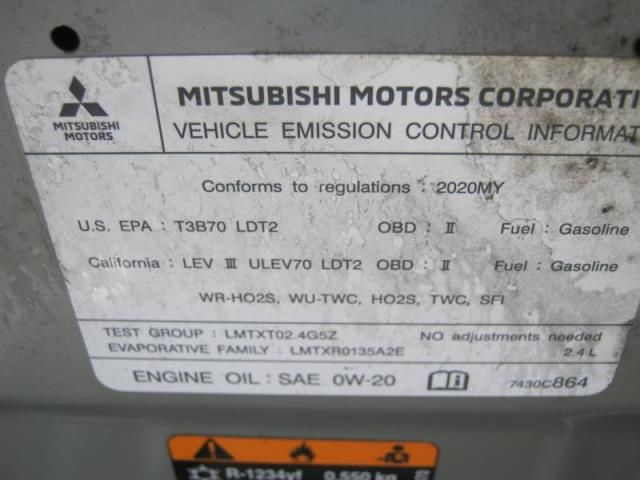 MITSUBISHI MOTORS CORPORATI
MITSUBISHI
MOTORS
VEHICLE EMISSION CONTROL INFORMAT
Conforms to regulations : 2020MY
U.S. EPA : T3B70 LDT2 OBD : II Fuel : Gasoline
California : LEV III ULEV70 LDT2 OBD : II Fuel : Gasoline
WR-HO2S, WU-TWC, HO2S, TWC, SFI
TEST GROUP : LMTXT02.4G5Z NO adjustments needed
EVAPORATIVE FAMILY : LMTXR0135A2E 2.4 L
ENGINE OIL : SAE 0W-20 7430C864
R-1234yf 0.550 kg